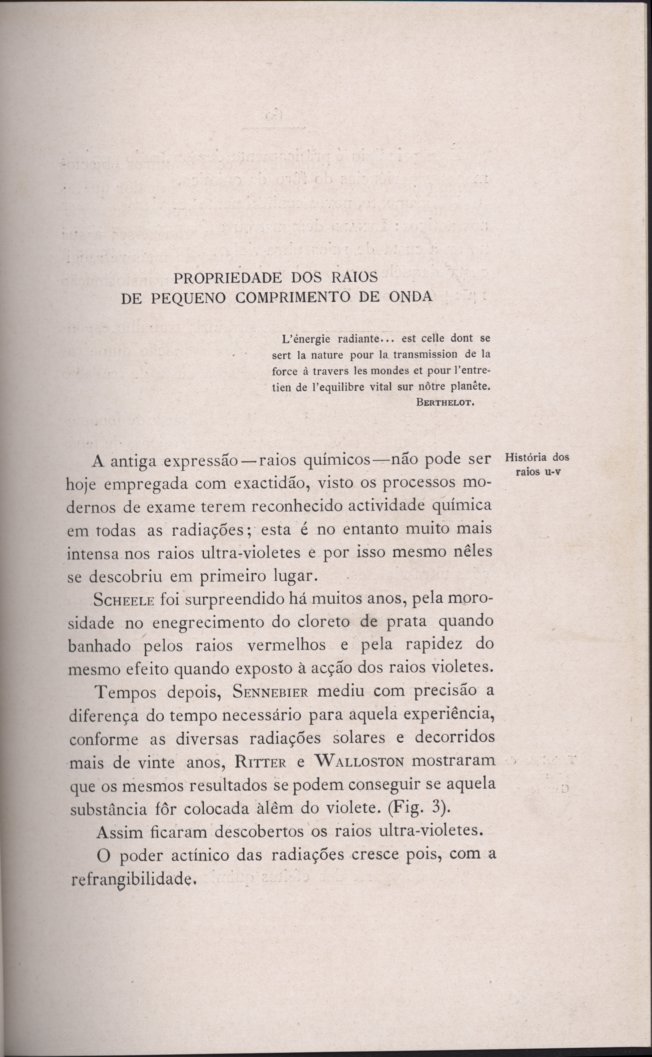 PROPRIEDADE DOS RAIOS
DE PEQUENO COMPRIMENTO DE ONDA
L'énergie radiante... est celle dont se
sert la nature pour la transmission de la
force à travers les mondes et pour l'entre-
tien de l'equilibre vital sur nôtre planête.
BERTHELOT.
A antiga expressão—raios químicos—não pode ser
hoje empregada com exactidão, visto os processos mo-
dernos de exame terem reconhecido actividade química
em todas as radiações; esta é no entanto muito mais
intensa nos raios ultra-violetes e por isso mesmo nêles
se descobriu em primeiro lugar.
História dos
raios u-v
SCHEELE foi surpreendido há muitos anos, pela moro-
sidade no enegrecimento do cloreto de prata quando
banhado pelos raios vermelhos e pela rapidez do
mesmo efeito quando exposto à acção dos raios violetes.
Tempos depois, SENNEBIER mediu com precisão a
diferença do tempo necessário para aquela experiência,
conforme as diversas radiações solares e decorridos
mais de vinte anos, RITTER e WALLOSTON mostraram
que os mesmos resultados se podem conseguir se aquela
substância fôr colocada àlêm do violete. (Fig. 3).
Assim ficaram descobertos os raios ultra-violetes.
O poder actínico das radiações cresce pois, com a
refrangibilidade.